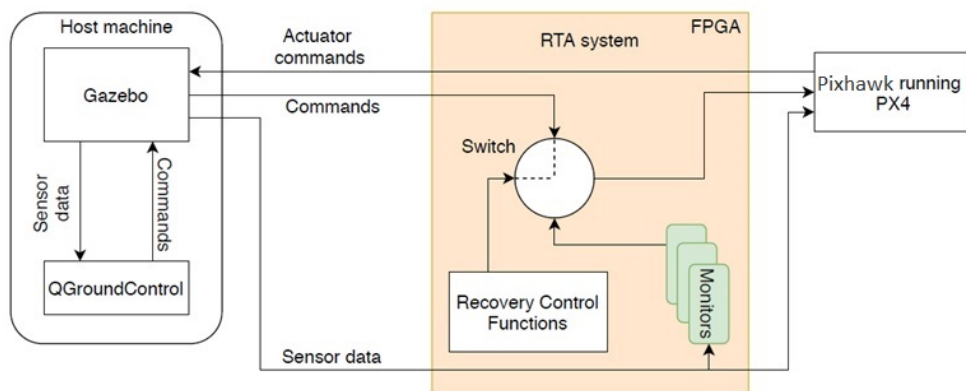 Host machine
FPGA
RTA system
Actuator
commands
Gazebo
Pixhawk running
PX4
Commands
Switch
Sensor
data
Commands
QGroundControl
Recovery Control
Functions
Monitors
Sensor data